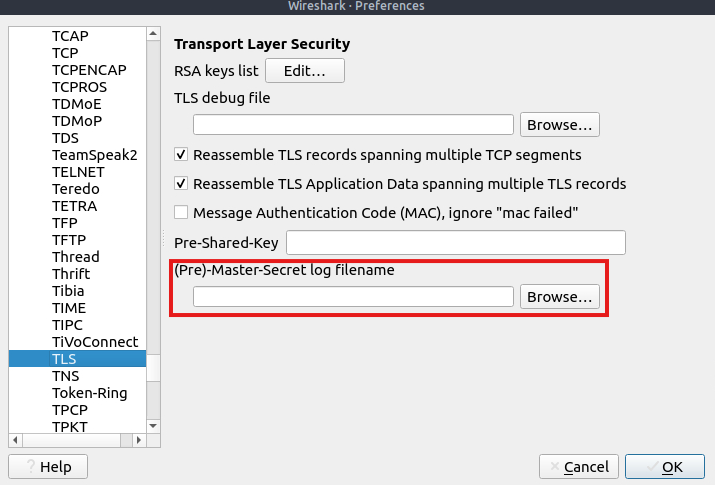 Wireshark · Preferences
TCAP
TCP
TCPENCAP
TCPROS
TDMoE
TDMoP
TDS
TeamSpeak2
TELNET
Teredo
TETRA
TFP
TFTP
Thread
Thrift
Tibia
TIME
TIPC
TiVoConnect
TLS
TNS
Token-Ring
TPCP
TPKT
Transport Layer Security
RSA keys list Edit...
TLS debug file
Browse...
Reassemble TLS records spanning multiple TCP segments
Reassemble TLS Application Data spanning multiple TLS records
Message Authentication Code (MAC), ignore "mac failed"
Pre-Shared-Key
(Pre)-Master-Secret log filename
Browse...
? Help
Cancel
OK